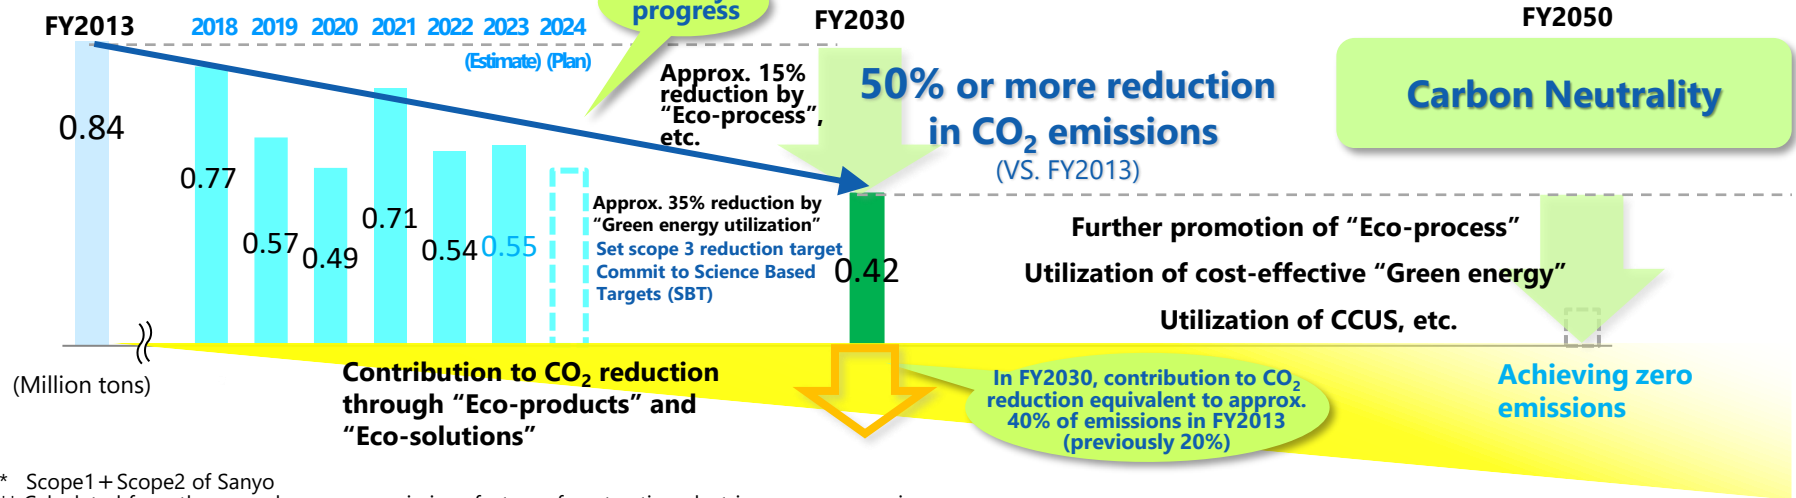 progress
FY2013
2018 2019 2020 2021 2022 2023 2024
(Estimate) (Plan)
FY2030
FY2050
0.84
0.77
0.57
0.49
0.71
0.54
0.55
0.42
Approx. 15%
reduction by
“Eco-process”,
etc.
50% or more reduction
in CO₂ emissions
(VS. FY2013)
Carbon Neutrality
Approx. 35% reduction by
“Green energy utilization”
Set scope 3 reduction target
Commit to Science Based
Targets (SBT)
Further promotion of “Eco-process”
Utilization of cost-effective “Green energy”
Utilization of CCUS, etc.
(Million tons)
Contribution to CO₂ reduction
through “Eco-products” and
“Eco-solutions”
In FY2030, contribution to CO₂
reduction equivalent to approx.
40% of emissions in FY2013
(previously 20%)
Achieving zero
emissions
* Scope1＋Scope2 of Sanyo